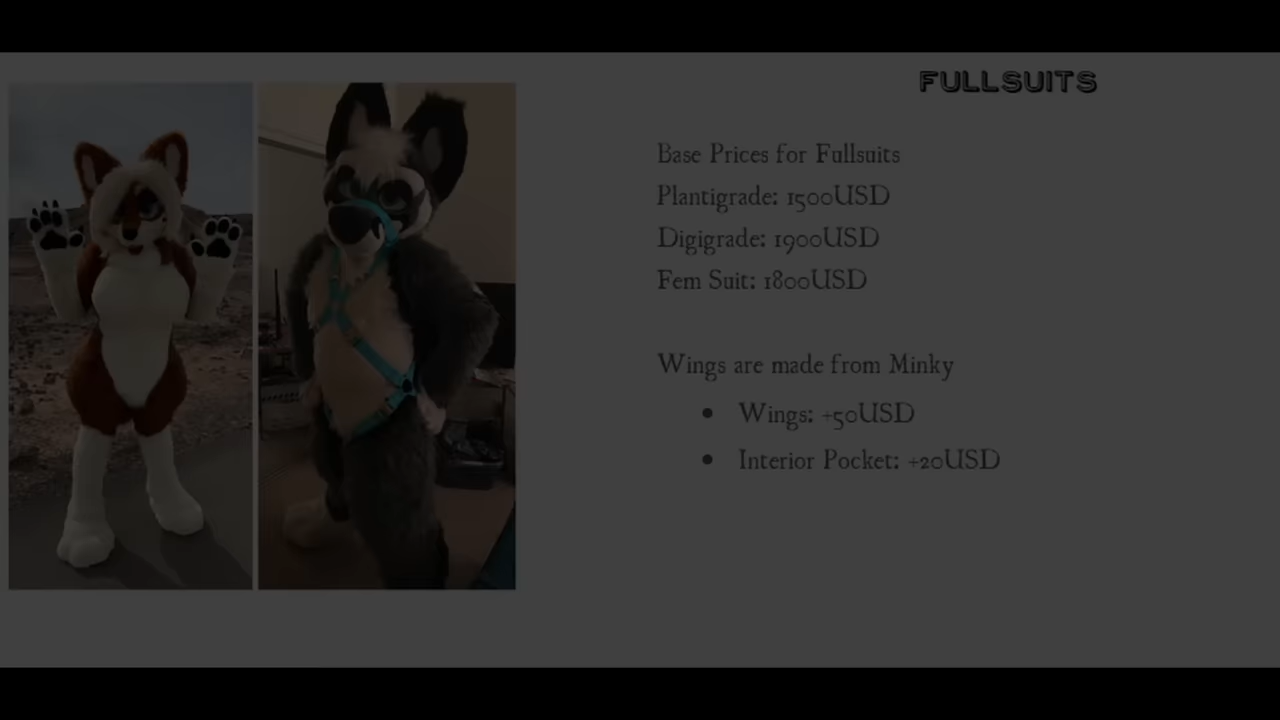 FULLSUITS
Base Prices for Fullsuits
Plantigrade: 1500USD
Digigrade: 1900USD
Fem Suit: 1800USD
Wings are made from Minky
• Wings: +50USD
• Interior Pocket: +20USD